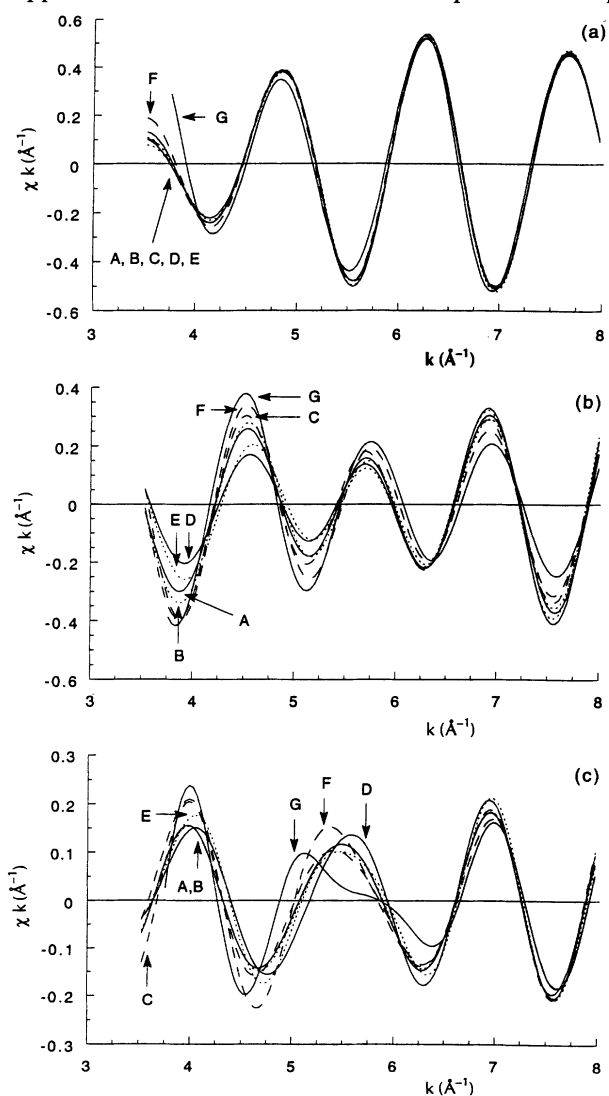 (a)
0.6
0.4
0.2
0
-0.2
-0.4
-0.6
χ k (Å⁻¹)
F
G
A, B, C, D, E
3 4 5 6 7 8
k (Å⁻¹)
(b)
0.4
0.2
0
-0.2
-0.4
-0.6
χ k (Å⁻¹)
G
F C
E D
A
B
3 4 5 6 7 8
k (Å⁻¹)
(c)
0.3
0.2
0.1
0
-0.1
-0.2
-0.3
χ k (Å⁻¹)
E
G
F
D
A,B
C
3 4 5 6 7 8
k (Å⁻¹)